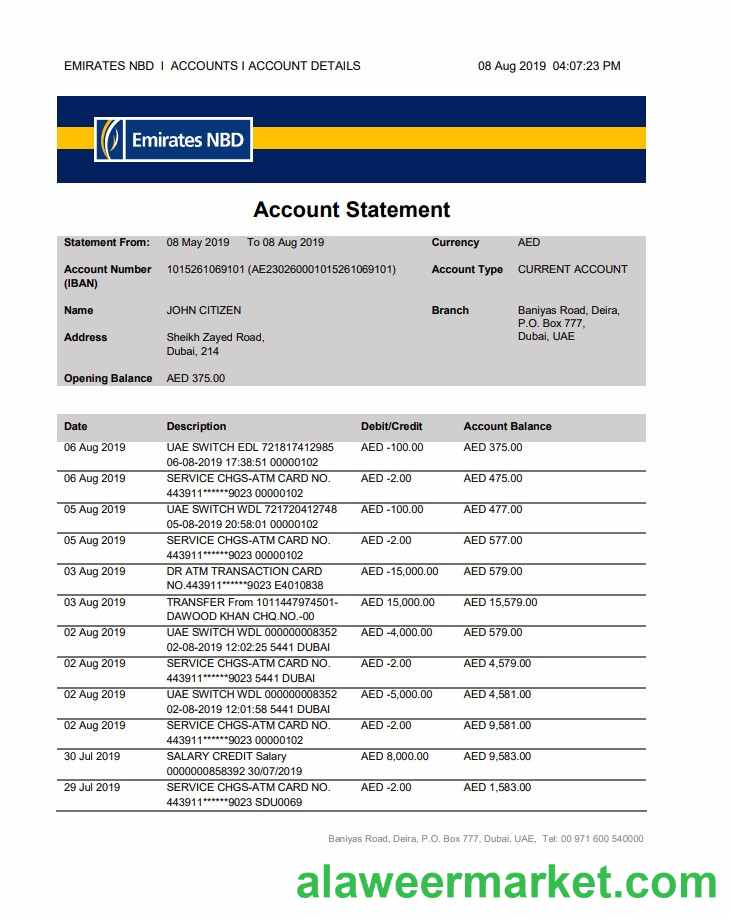 EMIRATES NBD I ACCOUNTS I ACCOUNT DETAILS 08 Aug 2019 04:07:23 PM
Emirates NBD
Account Statement
Statement From: 08 May 2019 To 08 Aug 2019 Currency AED
Account Number 1015261069101 (AE230260001015261069101) Account Type CURRENT ACCOUNT
(IBAN)
Name JOHN CITIZEN Branch Baniyas Road, Deira,
P.O. Box 777,
Address Sheikh Zayed Road, Dubai, UAE
Dubai, 214
Opening Balance AED 375.00
Date Description Debit/Credit Account Balance
06 Aug 2019 UAE SWITCH EDL 721817412985 AED -100.00 AED 375.00
06-08-2019 17:38:51 00000102
06 Aug 2019 SERVICE CHGS-ATM CARD NO. AED -2.00 AED 475.00
443911******9023 00000102
05 Aug 2019 UAE SWITCH WDL 721720412748 AED -100.00 AED 477.00
05-08-2019 20:58:01 00000102
05 Aug 2019 SERVICE CHGS-ATM CARD NO. AED -2.00 AED 577.00
443911******9023 00000102
03 Aug 2019 DR ATM TRANSACTION CARD AED -15,000.00 AED 579.00
NO.443911******9023 E4010838
03 Aug 2019 TRANSFER From 1011447974501- AED 15,000.00 AED 15,579.00
DAWOOD KHAN CHQ.NO.-00
02 Aug 2019 UAE SWITCH WDL 000000008352 AED -4,000.00 AED 579.00
02-08-2019 12:02:25 5441 DUBAI
02 Aug 2019 SERVICE CHGS-ATM CARD NO. AED -2.00 AED 4,579.00
443911******9023 5441 DUBAI
02 Aug 2019 UAE SWITCH WDL 000000008352 AED -5,000.00 AED 4,581.00
02-08-2019 12:01:58 5441 DUBAI
02 Aug 2019 SERVICE CHGS-ATM CARD NO. AED -2.00 AED 9,581.00
443911******9023 00000102
30 Jul 2019 SALARY CREDIT Salary AED 8,000.00 AED 9,583.00
0000000858392 30/07/2019
29 Jul 2019 SERVICE CHGS-ATM CARD NO. AED -2.00 AED 1,583.00
443911******9023 SDU0069
Baniyas Road, Deira, P.O. Box 777, Dubai, UAE, Tel: 00 971 600 540000
alaweermarket.com